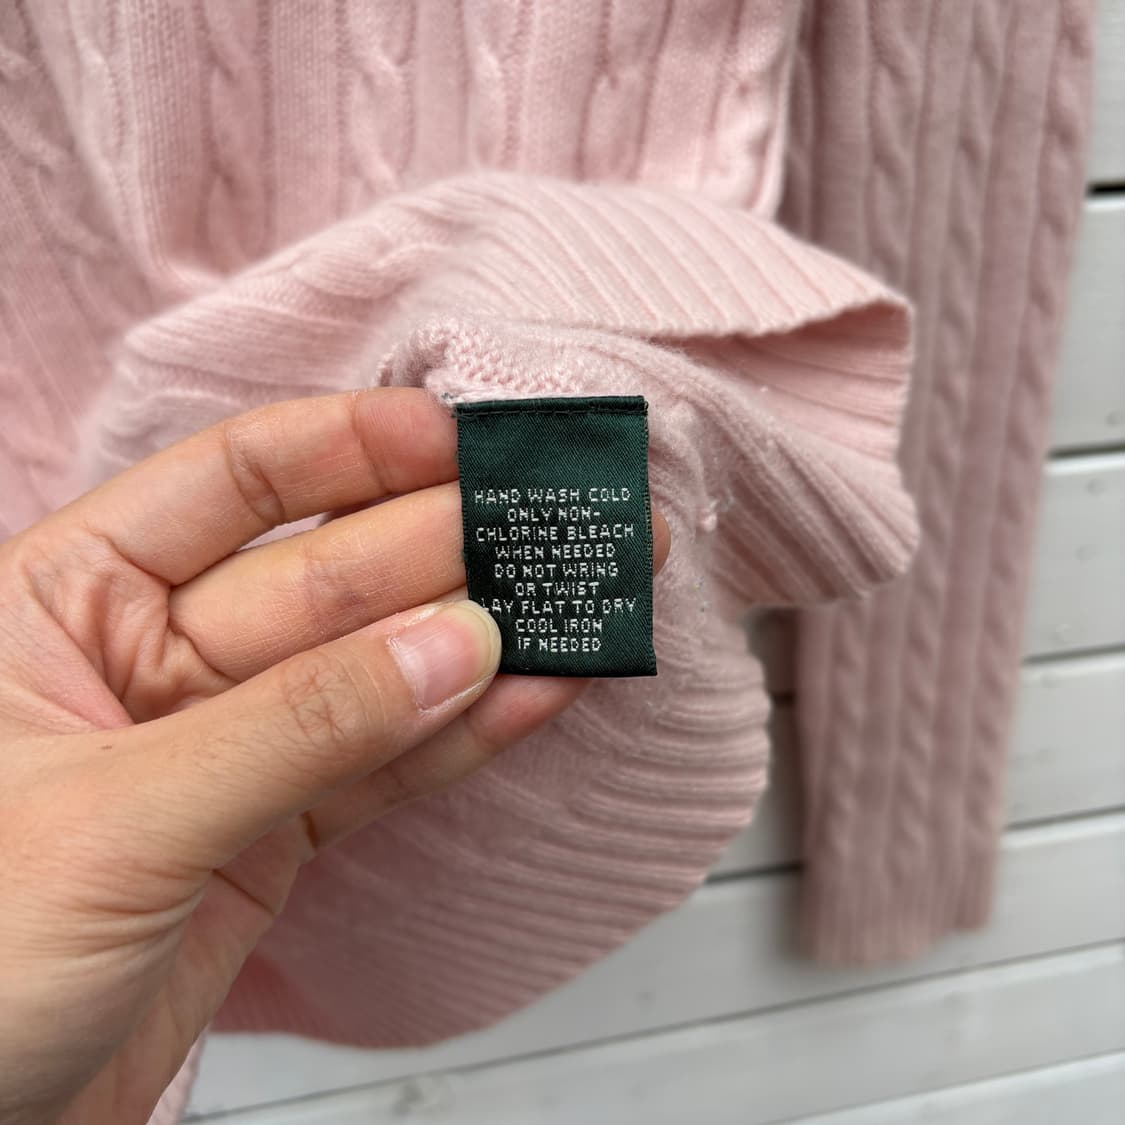 HAND WASH COLD
ONLY NON-
CHLORINE BLEACH
WHEN NEEDED
DO NOT WRING
OR TWIST
LAY FLAT TO DRY
COOL IRON
IF NEEDED